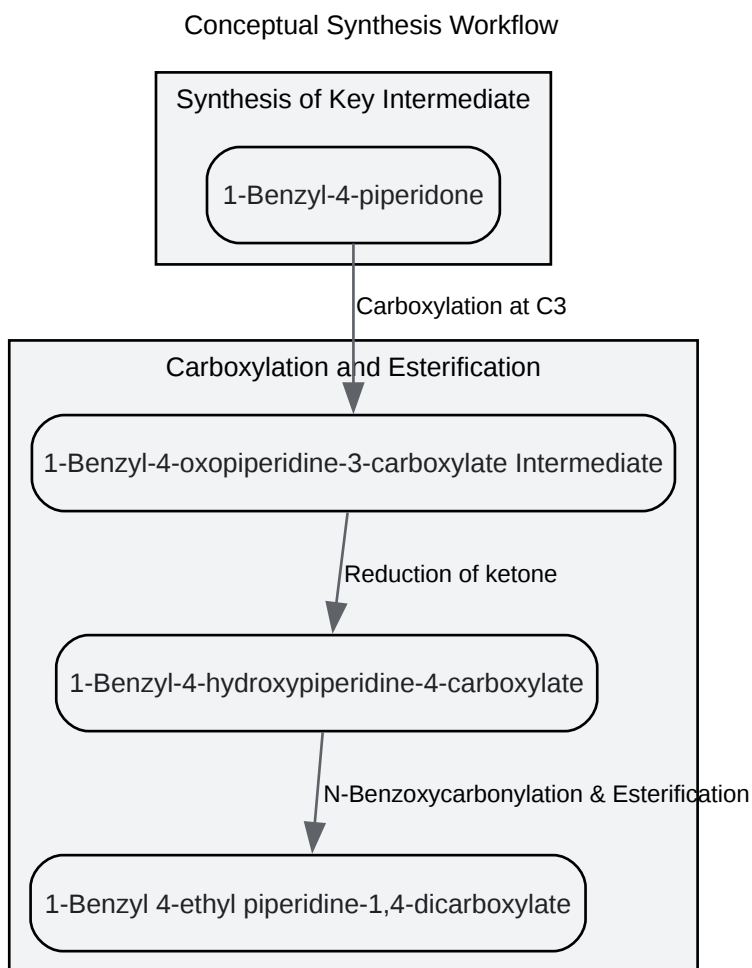 Conceptual Synthesis Workflow
Synthesis of Key Intermediate
1-Benzyl-4-piperidone
Carboxylation at C3
Carboxylation and Esterification
1-Benzyl-4-oxopiperidine-3-carboxylate Intermediate
Reduction of ketone
1-Benzyl-4-hydroxypiperidine-4-carboxylate
N-Benzoxycarbonylation & Esterification
1-Benzyl 4-ethyl piperidine-1,4-dicarboxylate